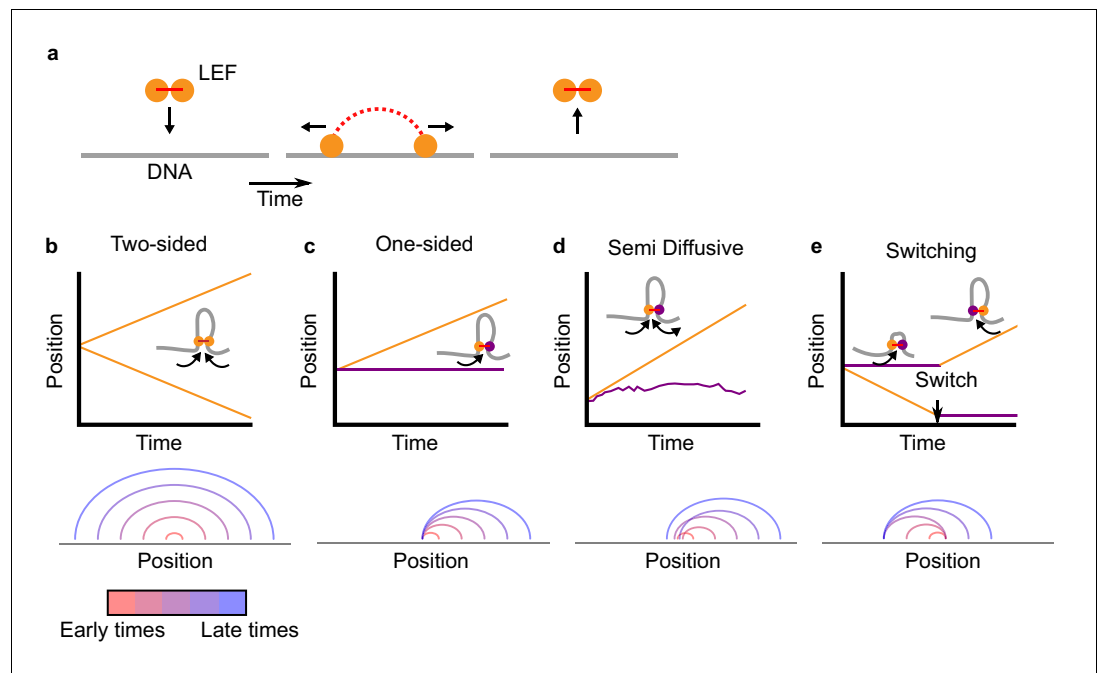 a
LEF
DNA
Time
b
Two-sided
c
One-sided
d
Semi Diffusive
e
Switching
Position
Position
Position
Position
Switch
Time
Time
Time
Time
Position
Position
Position
Position
Early times
Late times